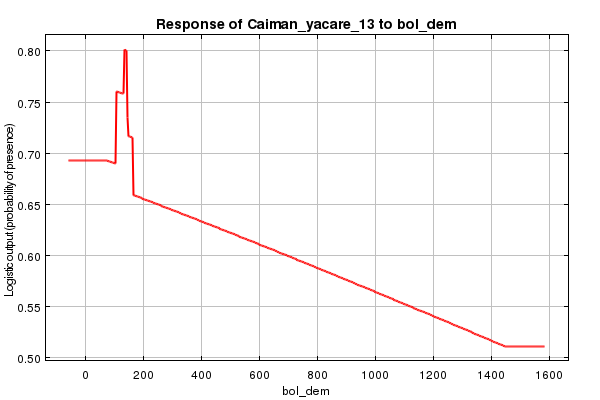 Response of Caiman_yacare_13 to bol_dem
Logistic output (probability of presence)
0.80
0.75
0.70
0.65
0.60
0.55
0.50
0 200 400 600 800 1000 1200 1400 1600
bol_dem